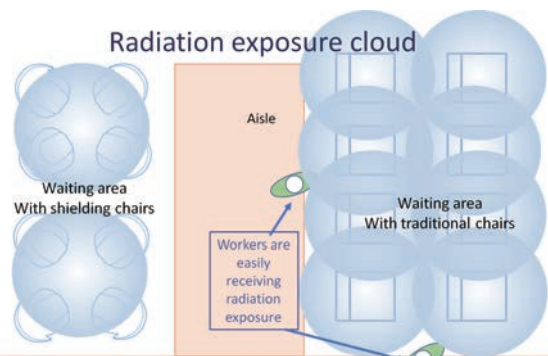 Radiation exposure cloud
Aisle
Waiting area
With shielding chairs
Waiting area
With traditional chairs
Workers are
easily
receiving
radiation
exposure